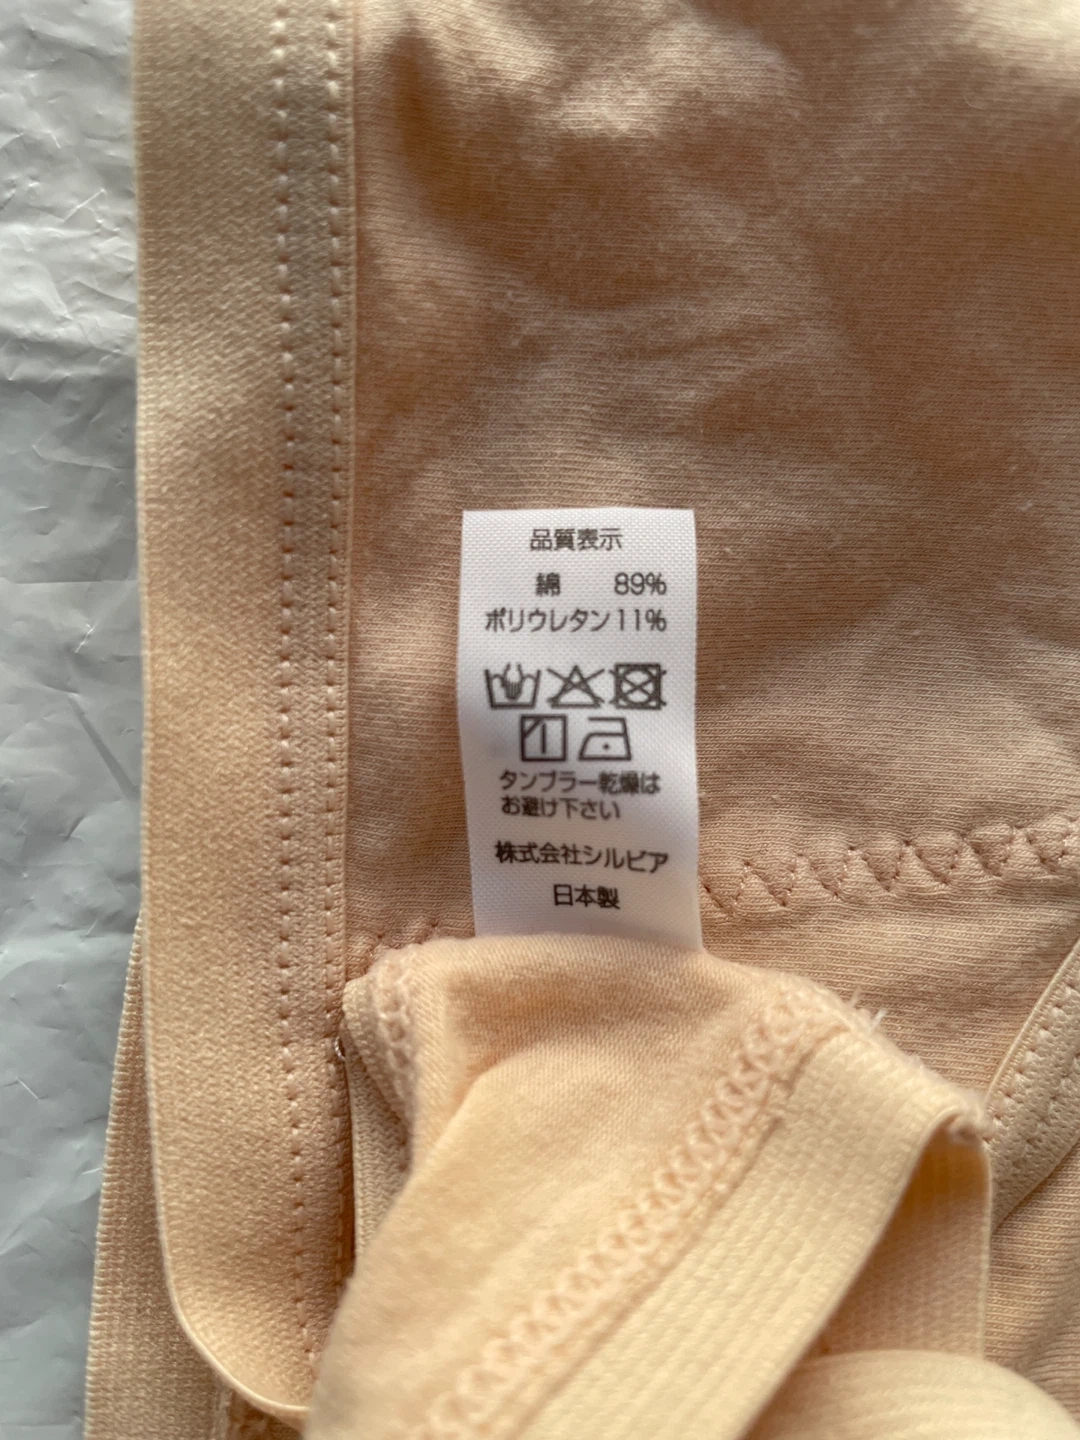 品質表示
綿 89%
ポリウレタン11%
タンブラー乾燥は
お避け下さい
株式会社シルビア
日本製